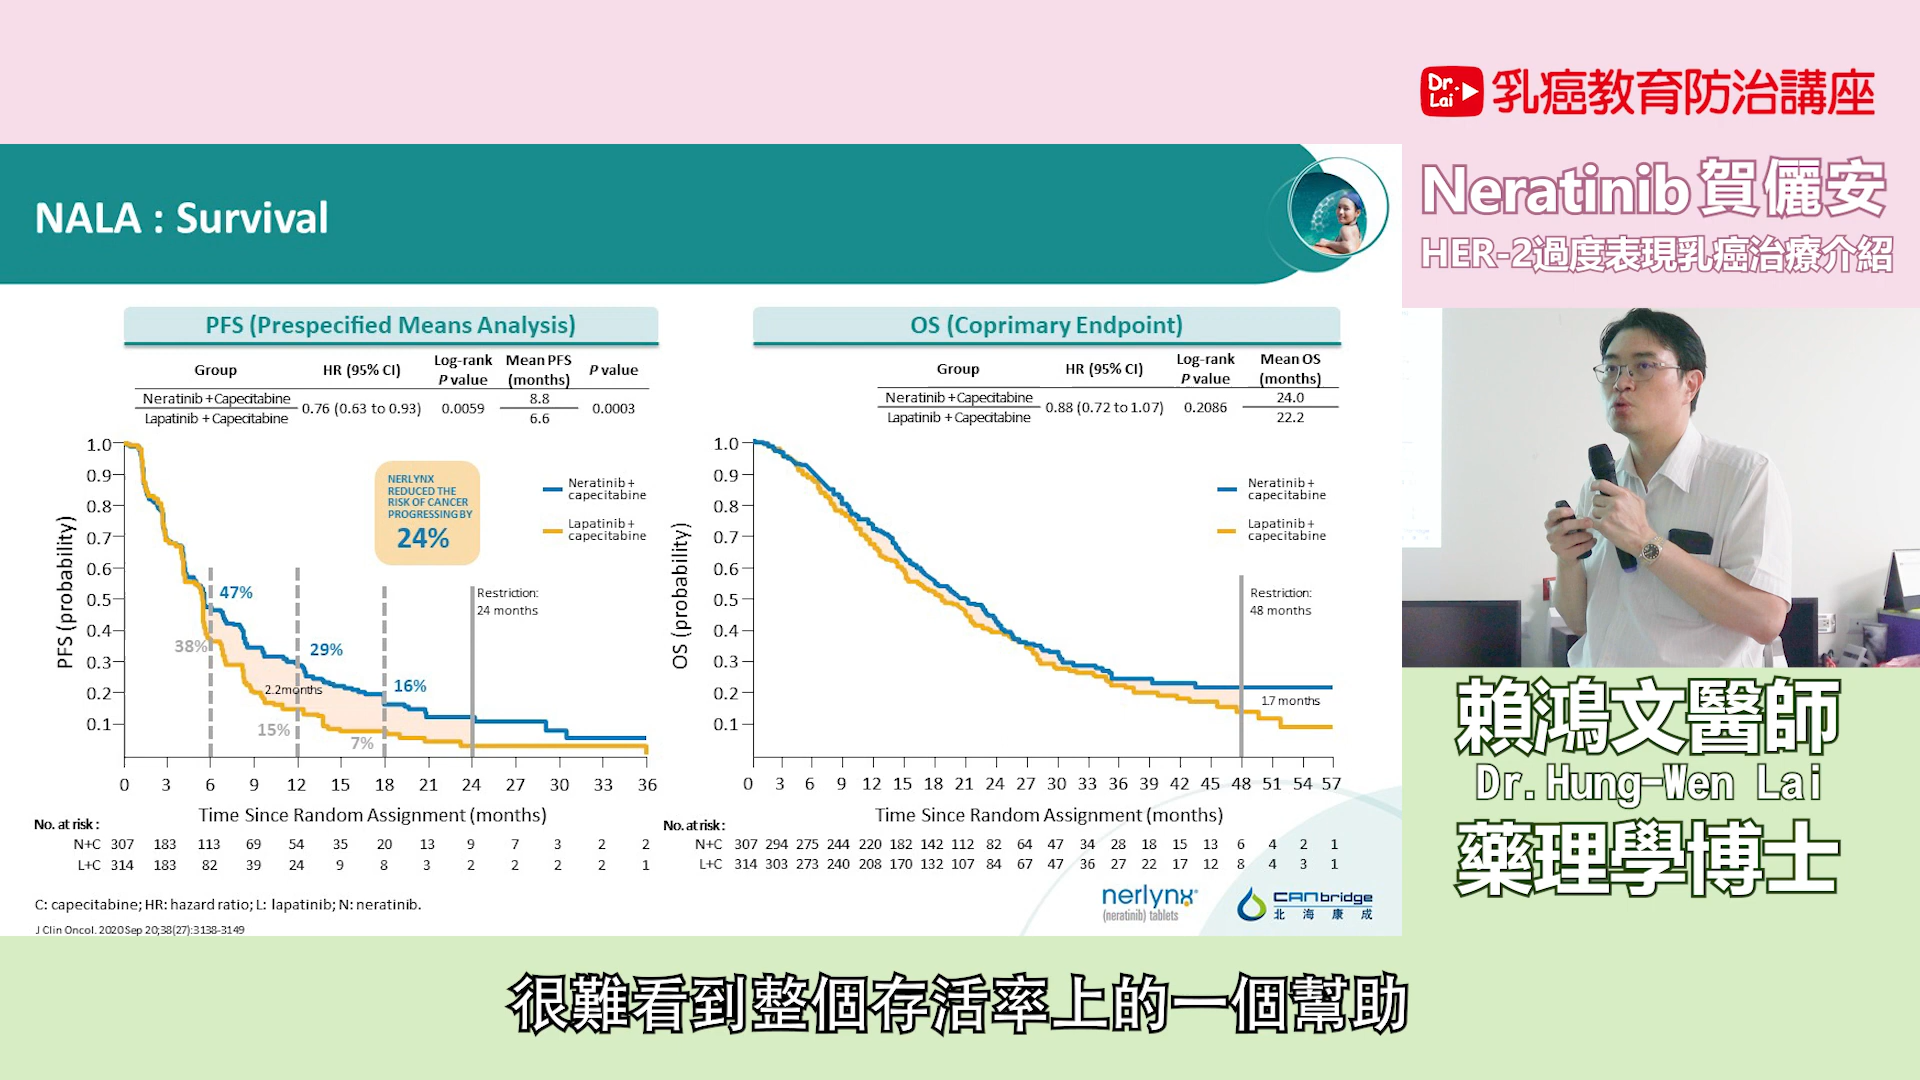 Dr. Lai
乳癌教育防治講座
Neratinib 賀儷安
HER-2過度表現乳癌治療介紹
NALA : Survival
PFS (Prespecified Means Analysis)
Group HR (95% CI) Log-rank P value Mean PFS (months) P value
Neratinib + Capecitabine 8.8
0.76 (0.63 to 0.93) 0.0059 0.0003
Lapatinib + Capecitabine 6.6
PFS (probability)
1.0
0.9
0.8
0.7
0.6
0.5
0.4
0.3
0.2
0.1
NERLYNX
REDUCED THE
RISK OF CANCER
PROGRESSING BY
24%
Neratinib +
capecitabine
Lapatinib +
capecitabine
47%
38%
29%
2.2months
15%
16%
7%
Restriction:
24 months
0 3 6 9 12 15 18 21 24 27 30 33 36
Time Since Random Assignment (months)
No. at risk :
N+C 307 183 113 69 54 35 20 13 9 7 3 2 2
L+C 314 183 82 39 24 9 8 3 2 2 2 2 1
OS (Coprimary Endpoint)
Group HR (95% CI) Log-rank P value Mean OS (months)
Neratinib + Capecitabine 24.0
0.88 (0.72 to 1.07) 0.2086
Lapatinib + Capecitabine 22.2
OS (probability)
1.0
0.9
0.8
0.7
0.6
0.5
0.4
0.3
0.2
0.1
Neratinib +
capecitabine
Lapatinib +
capecitabine
Restriction:
48 months
1.7 months
0 3 6 9 12 15 18 21 24 27 30 33 36 39 42 45 48 51 54 57
Time Since Random Assignment (months)
No. at risk :
N+C 307 294 275 244 220 182 142 112 82 64 47 34 28 18 15 13 6 4 2 1
L+C 314 303 273 240 208 170 132 107 84 67 47 36 27 22 17 12 8 4 3 1
C: capecitabine; HR: hazard ratio; L: lapatinib; N: neratinib.
J Clin Oncol. 2020 Sep 20;38(27):3138-3149
nerlynx
(neratinib) tablets
CANbridge
北海康成
賴鴻文醫師
Dr. Hung-Wen Lai
藥理學博士
很難看到整個存活率上的一個幫助